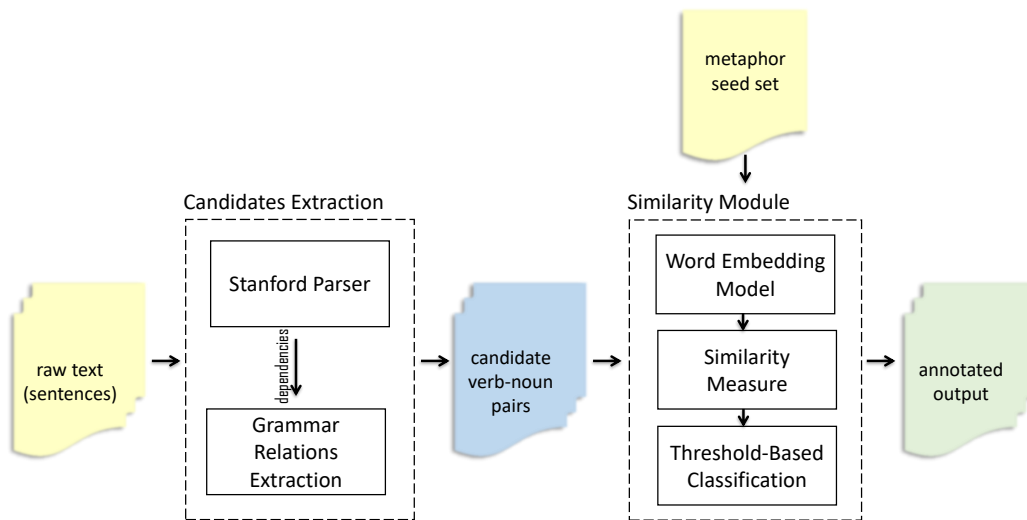 metaphor
seed set
Candidates Extraction
Similarity Module
Stanford Parser
dependencies
Grammar
Relations
Extraction
Word Embedding
Model
Similarity
Measure
Threshold-Based
Classification
raw text
(sentences)
candidate
verb-noun
pairs
annotated
output